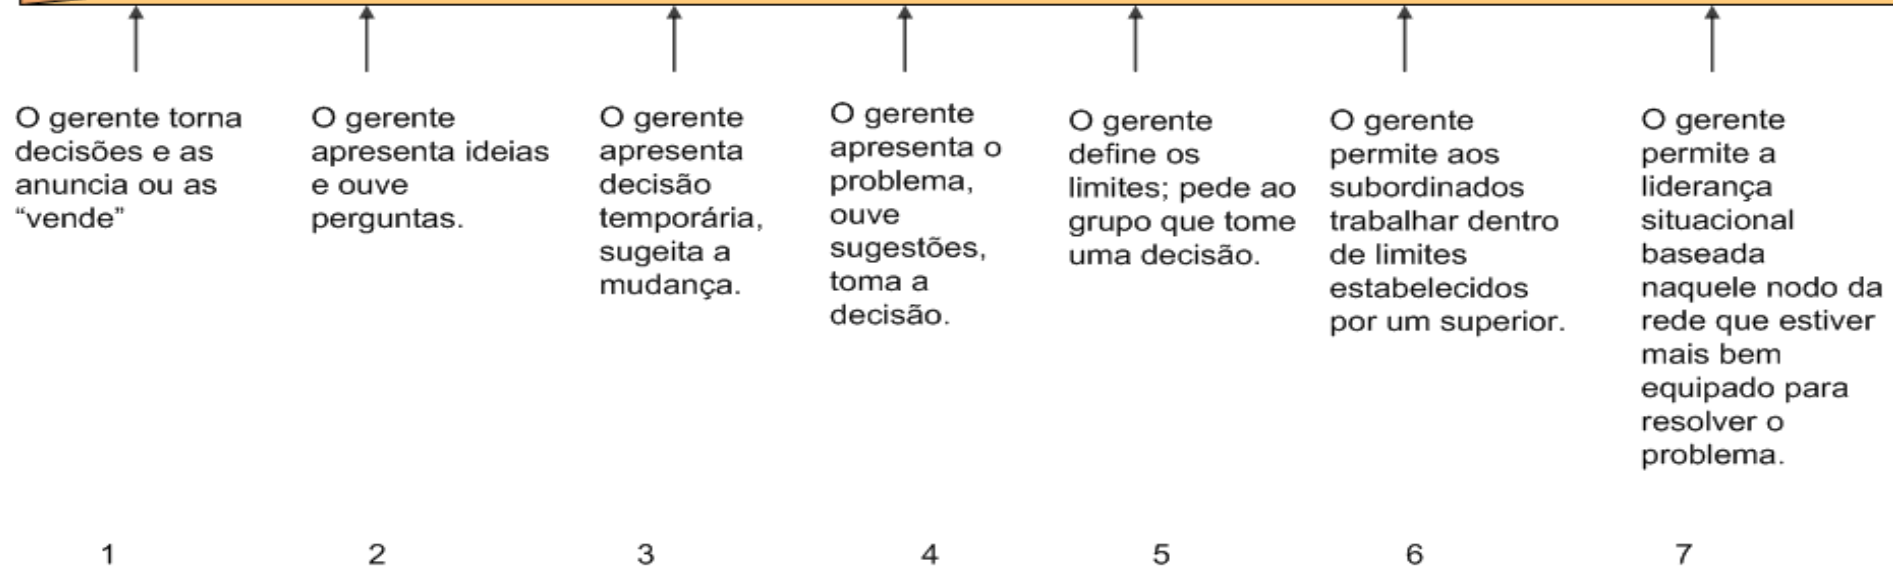 O gerente torna
decisões e as
anuncia ou as
“vende”
O gerente
apresenta ideias
e ouve
perguntas.
O gerente
apresenta
decisão
temporária,
sugeita a
mudança.
O gerente
apresenta o
problema,
ouve
sugestões,
toma a
decisão.
O gerente
define os
limites; pede ao
grupo que tome
uma decisão.
O gerente
permite aos
subordinados
trabalhar dentro
de limites
estabelecidos
por um superior.
O gerente
permite a
liderança
situacional
baseada
naquele nodo da
rede que estiver
mais bem
equipado para
resolver o
problema.
1 2 3 4 5 6 7